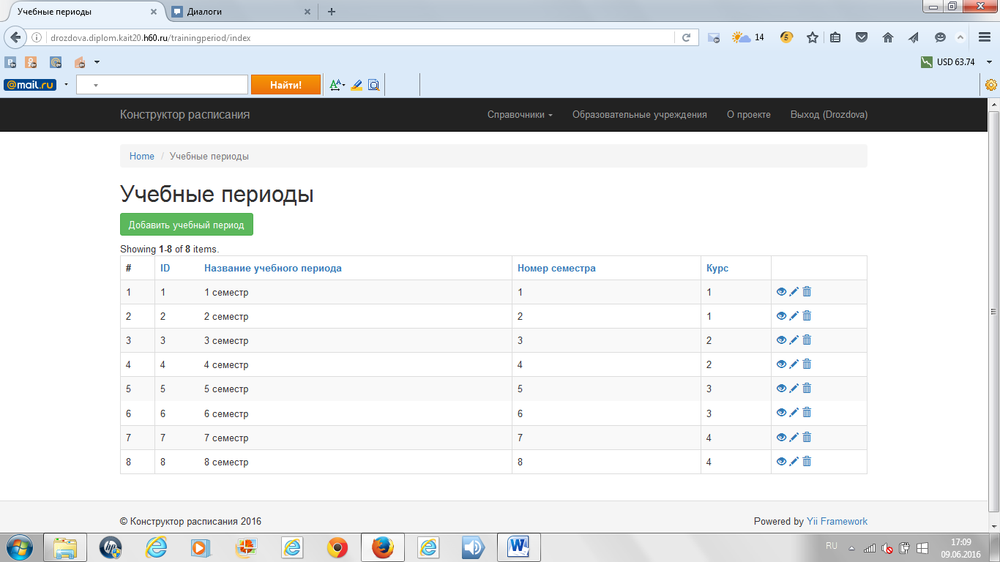 Учебные периоды
Диалоги
drozdova.diplom.kait20.h60.ru/trainingperiod/index
14
5
USD 63.74
@mail.ru
Найти!
Конструктор расписания Справочники Образовательные учреждения О проекте Выход (Drozdova)
Home / Учебные периоды
Учебные периоды
Добавить учебный период
Showing 1-8 of 8 items.
# ID Название учебного периода Номер семестра Курс
1 1 1 семестр 1 1
2 2 2 семестр 2 1
3 3 3 семестр 3 2
4 4 4 семестр 4 2
5 5 5 семестр 5 3
6 6 6 семестр 6 3
7 7 7 семестр 7 4
8 8 8 семестр 8 4
© Конструктор расписания 2016 Powered by Yii Framework
RU 17:09
09.06.2016